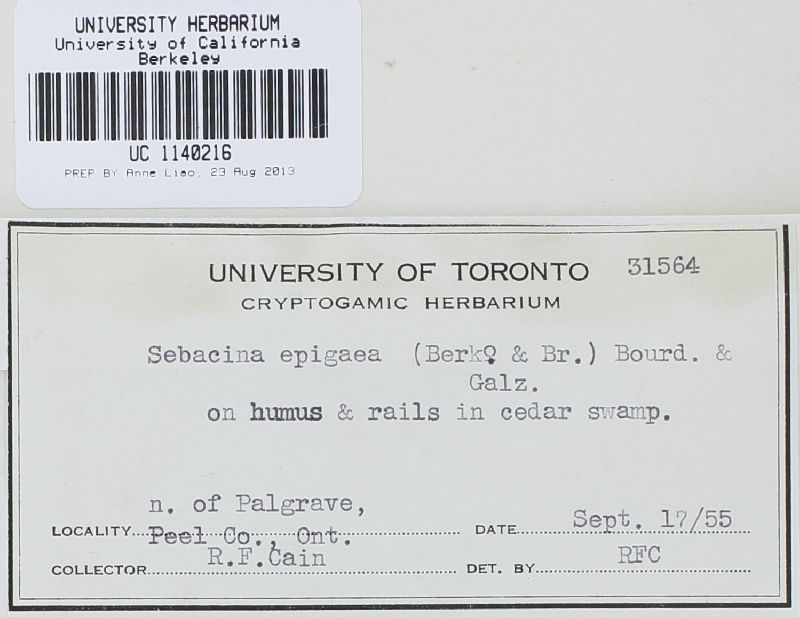 UNIVERSITY HERBARIUM
University of California
Berkeley
UC 1140216
PREP BY Anne Liao, 23 Aug 2013
UNIVERSITY OF TORONTO 31564
CRYPTOGAMIC HERBARIUM
Sebacina epigaea (Berk♀ & Br.) Bourd. &
Galz.
on humus & rails in cedar swamp.
n. of Palgrave,
LOCALITY Peel Co., Ont. DATE Sept. 17/55
COLLECTOR R.F.Cain DET. BY RFC